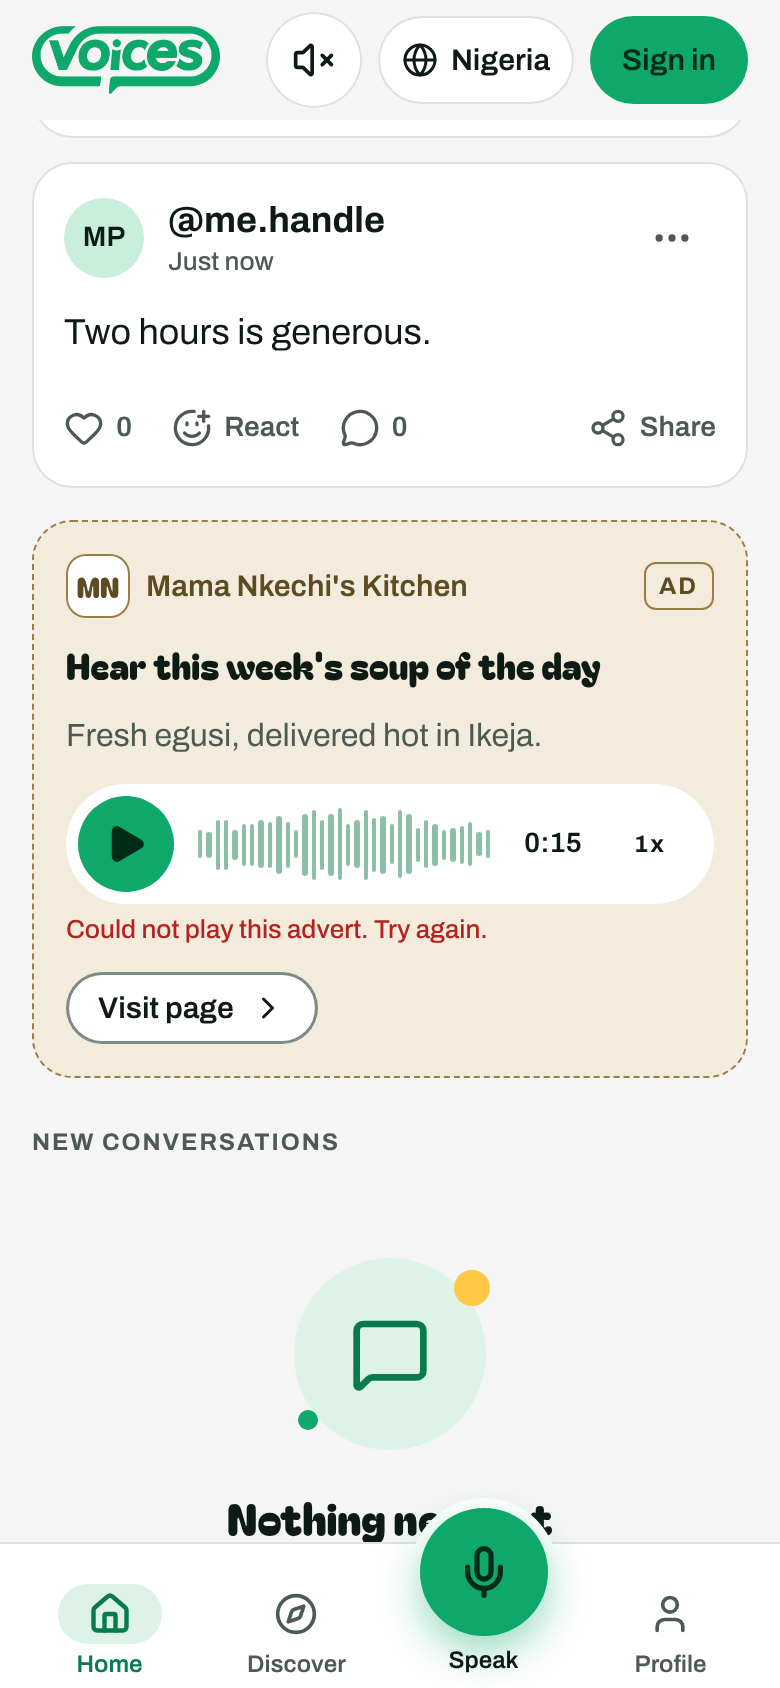 Voices
Nigeria
Sign in
MP
@me.handle
Just now
Two hours is generous.
0
React
0
Share
MN
Mama Nkechi's Kitchen
AD
Hear this week's soup of the day
Fresh egusi, delivered hot in Ikeja.
0:15
1x
Could not play this advert. Try again.
Visit page
NEW CONVERSATIONS
Nothing
Home
Discover
Speak
Profile